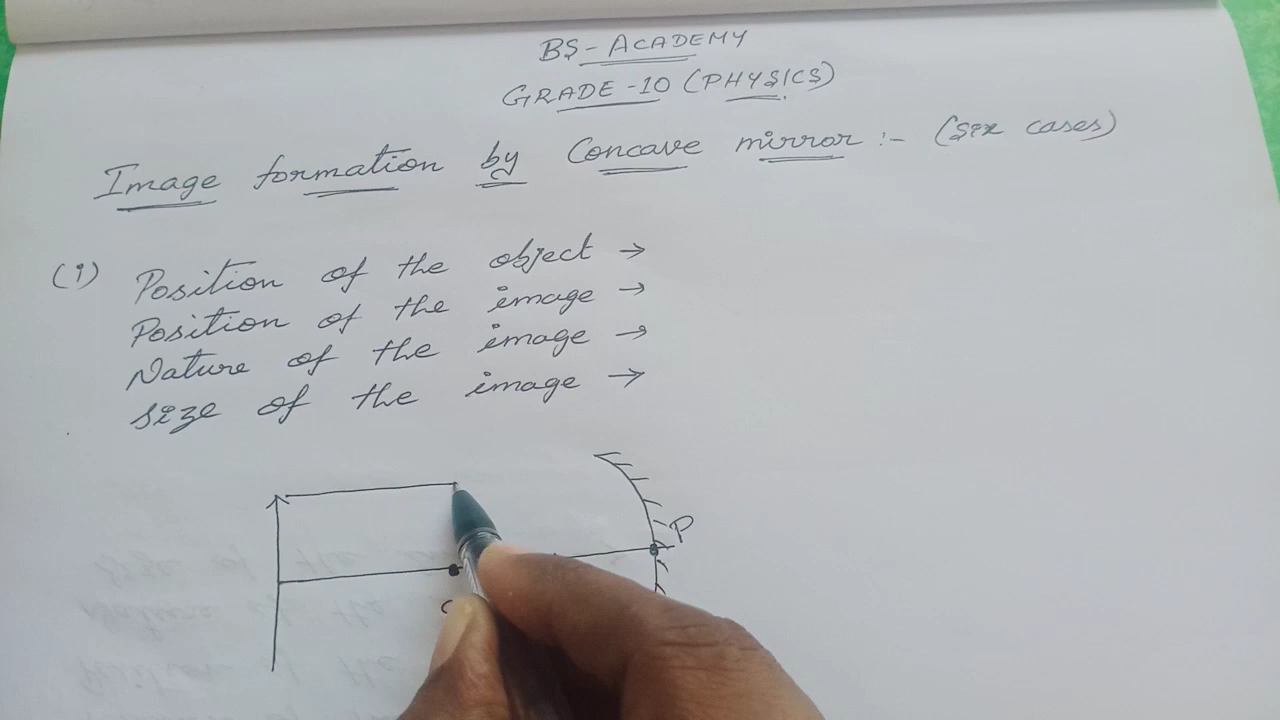 BS-ACADEMY
GRADE-10 (PHYSICS)
Image formation by Concave mirror :- (Six cases)
(i) Position of the object →
Position of the image →
Nature of the image →
Size of the image →
P
C